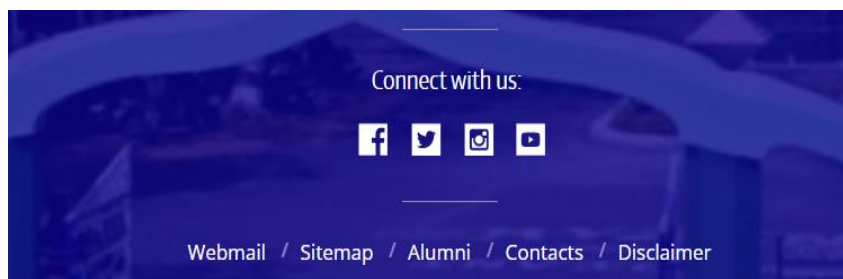 Connect with us:
Webmail / Sitemap / Alumni / Contacts / Disclaimer